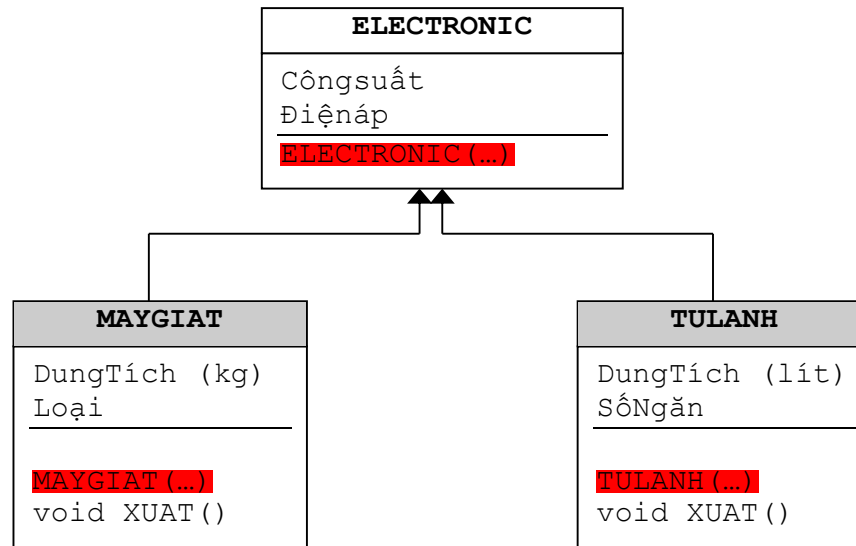 ELECTRONIC
Côngsuất
Điệnáp
ELECTRONIC(…)
MAYGIAT
DungTích (kg)
Loại
MAYGIAT(…)
void XUAT()
TULANH
DungTích (lít)
SốNgăn
TULANH(…)
void XUAT()